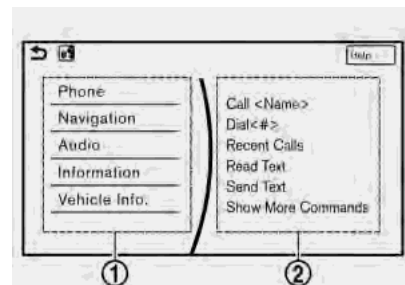 Help
Phone
Navigation
Audio
Information
Vehicle Info.
Call <Name>
Dial<#>
Recent Calls
Read Text
Send Text
Show More Commands
1
2